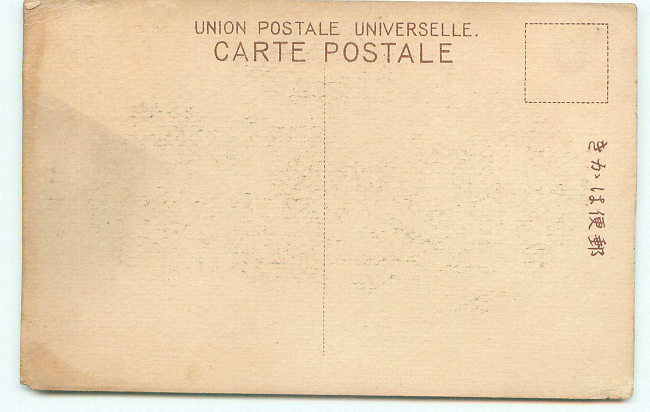 UNION POSTALE UNIVERSELLE.
CARTE POSTALE
郵便はかき